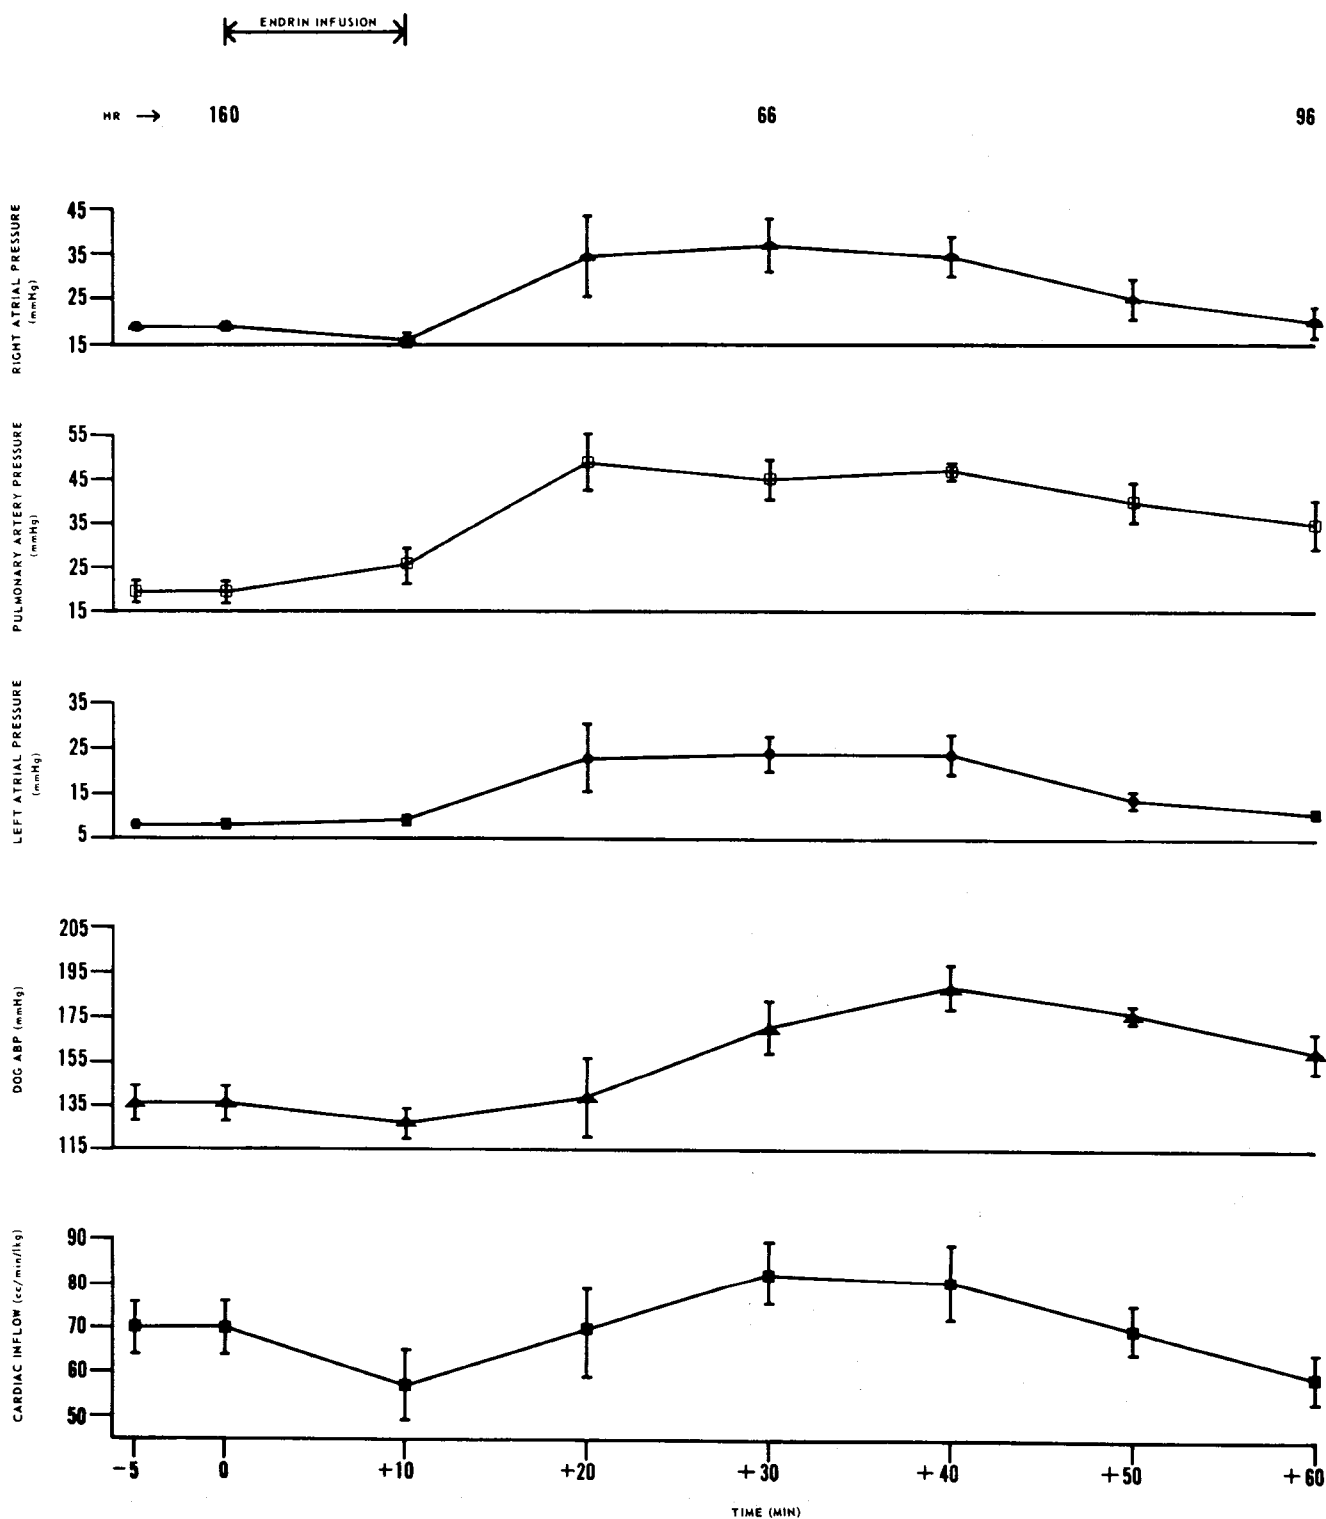 ENDRIN INFUSION
HR → 160 66 96
RIGHT ATRIAL PRESSURE
(mmHg)
45
35
25
15
PULMONARY ARTERY PRESSURE
(mmHg)
55
45
35
25
15
LEFT ATRIAL PRESSURE
(mmHg)
35
25
15
5
DOG ABP (mmHg)
205
195
175
155
135
115
CARDIAC INFLOW (cc/min/lkg)
90
80
70
60
50
-5 0 +10 +20 +30 +40 +50 +60
TIME (MIN)